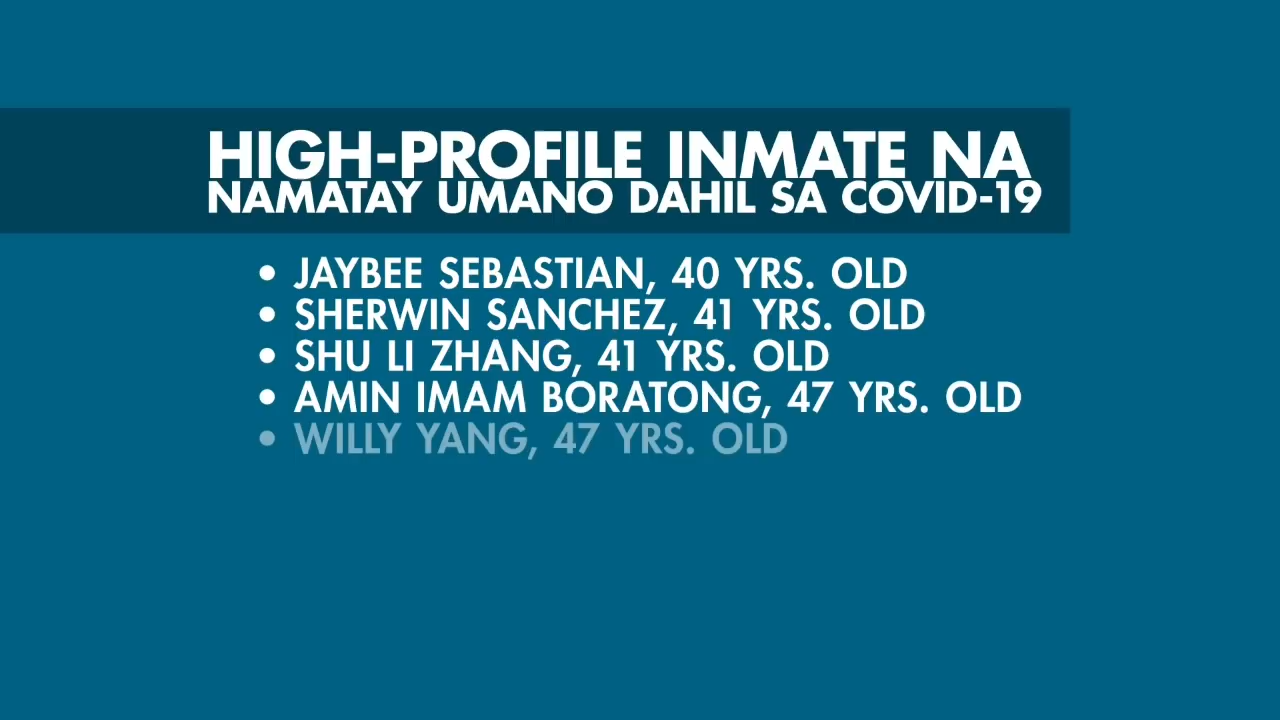 HIGH-PROFILE INMATE NA
NAMATAY UMANO DAHIL SA COVID-19
• JAYBEE SEBASTIAN, 40 YRS. OLD
• SHERWIN SANCHEZ, 41 YRS. OLD
• SHU LI ZHANG, 41 YRS. OLD
• AMIN IMAM BORATONG, 47 YRS. OLD
• WILLY YANG, 47 YRS. OLD